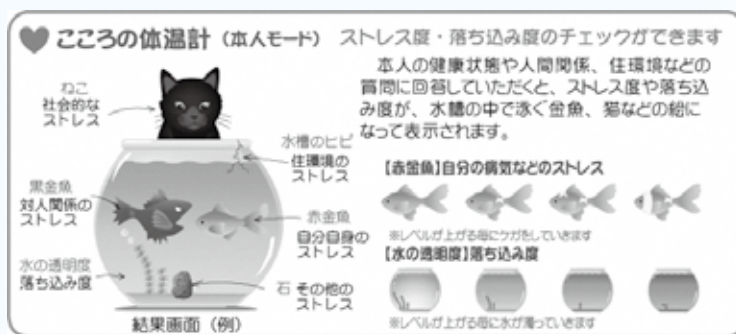 こころの体温計（本人モード） ストレス度・落ち込み度のチェックができます
本人の健康状態や人間関係、住環境などの
質問に回答していただくと、ストレス度や落ち込
み度が、水槽の中で泳ぐ金魚、猫などの絵に
なって表示されます。
ねこ
社会的な
ストレス
水槽のヒビ
住環境の
ストレス
黒金魚
対人関係の
ストレス
赤金魚
自分自身の
ストレス
水の透明度
落ち込み度
石 その他の
ストレス
結果画面（例）
【赤金魚】自分の病気などのストレス
※レベルが上がる毎にケガをしていきます
【水の透明度】落ち込み度
※レベルが上がる毎に水が濁っていきます